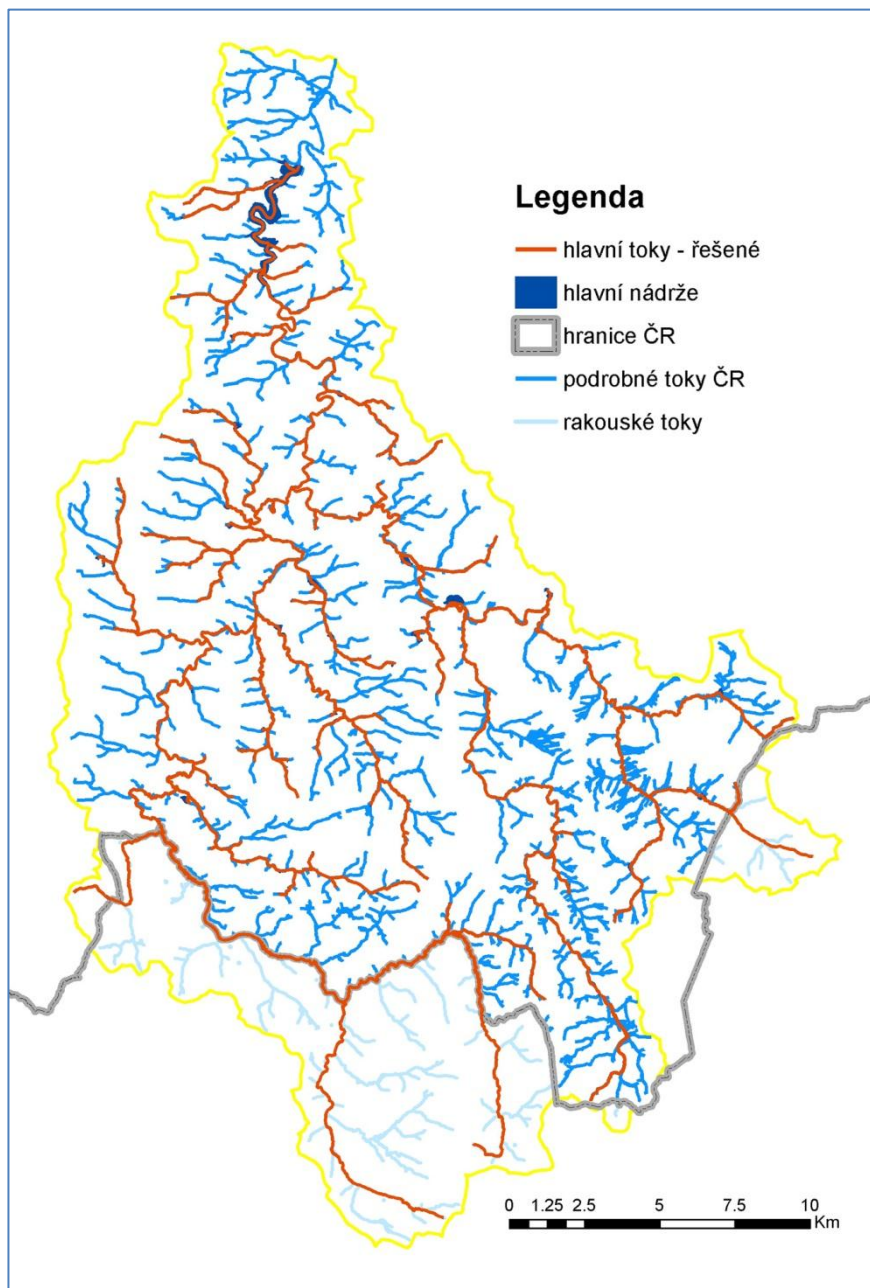 Legenda
hlavní toky - řešené
hlavní nádrže
hranice ČR
podrobné toky ČR
rakouské toky
0 1.25 2.5 5 7.5 10
Km